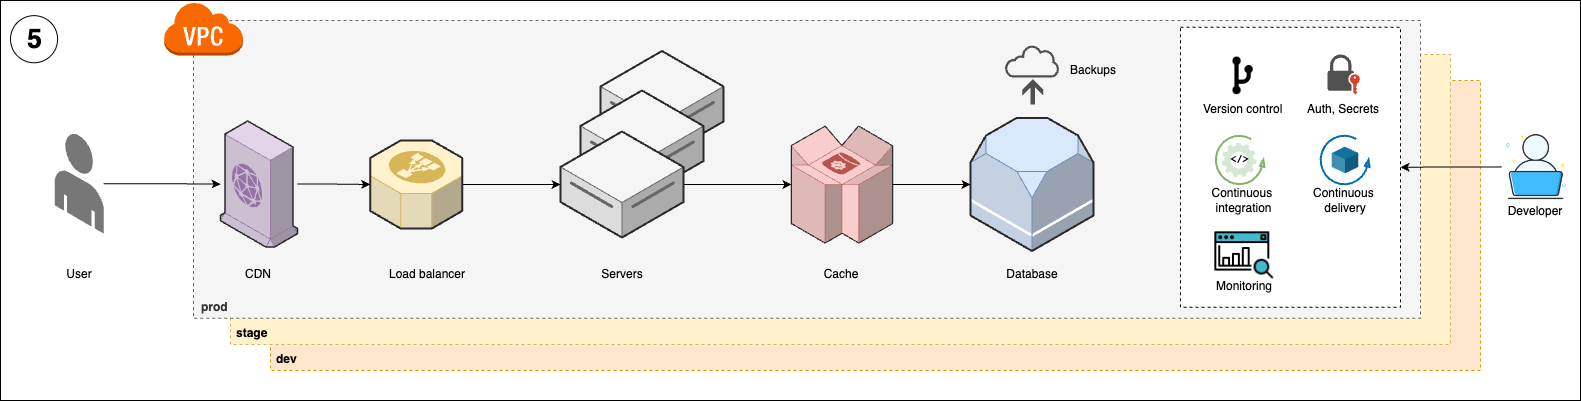 5
VPC
Backups
Version control
Auth, Secrets
</>
Continuous
integration
Continuous
delivery
Monitoring
Developer
User
CDN
Load balancer
Servers
Cache
Database
prod
stage
dev